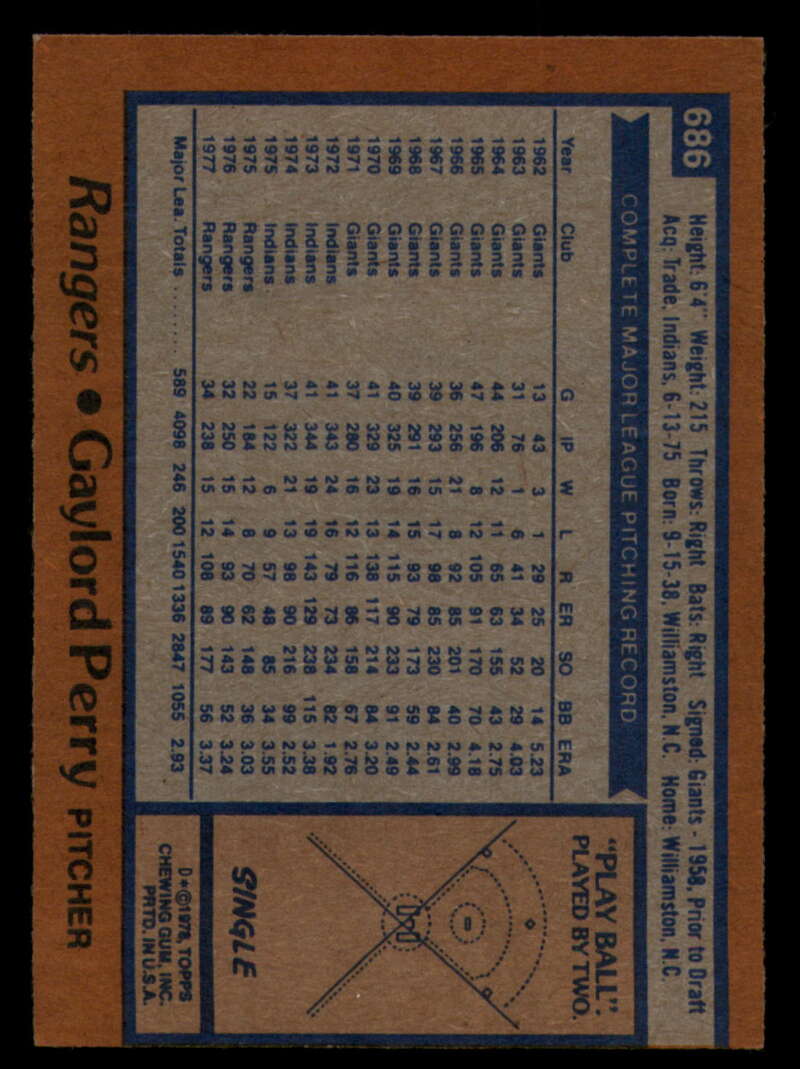 686
Height: 6'4" Weight: 215 Throws: Right Bats: Right Signed: Giants - 1958, Prior to Draft
Acq: Trade, Indians, 6-13-75 Born: 9-15-38, Williamston, N.C. Home: Williamston, N.C.
COMPLETE MAJOR LEAGUE PITCHING RECORD
Year Club G IP W L R ER SO BB ERA
1962 Giants 13 43 3 1 29 25 20 14 5.23
1963 Giants 31 76 1 6 41 34 52 29 4.03
1964 Giants 44 206 12 11 65 63 155 43 2.75
1965 Giants 47 196 8 12 105 91 170 70 4.18
1966 Giants 36 256 21 8 92 85 201 40 2.99
1967 Giants 39 293 15 17 98 85 230 84 2.61
1968 Giants 39 291 16 15 93 79 173 59 2.44
1969 Giants 40 325 19 14 115 90 233 91 2.49
1970 Giants 41 329 23 13 138 117 214 84 3.20
1971 Giants 37 280 16 12 116 86 158 67 2.76
1972 Indians 41 343 24 16 79 73 234 82 1.92
1973 Indians 41 344 19 19 143 129 238 115 3.38
1974 Indians 37 322 21 13 98 90 216 99 2.52
1975 Indians 15 122 6 9 57 48 85 34 3.55
1975 Rangers 22 184 12 8 70 62 148 36 3.03
1976 Rangers 32 250 15 14 93 90 143 52 3.24
1977 Rangers 34 238 15 12 108 89 177 56 3.37
Major Lea. Totals ........ 589 4098 246 200 1540 1336 2847 1055 2.93
"PLAY BALL":
PLAYED BY TWO.
SINGLE
D*©1978, TOPPS
CHEWING GUM, INC.
PRTD. IN U.S.A.
Rangers • Gaylord Perry PITCHER